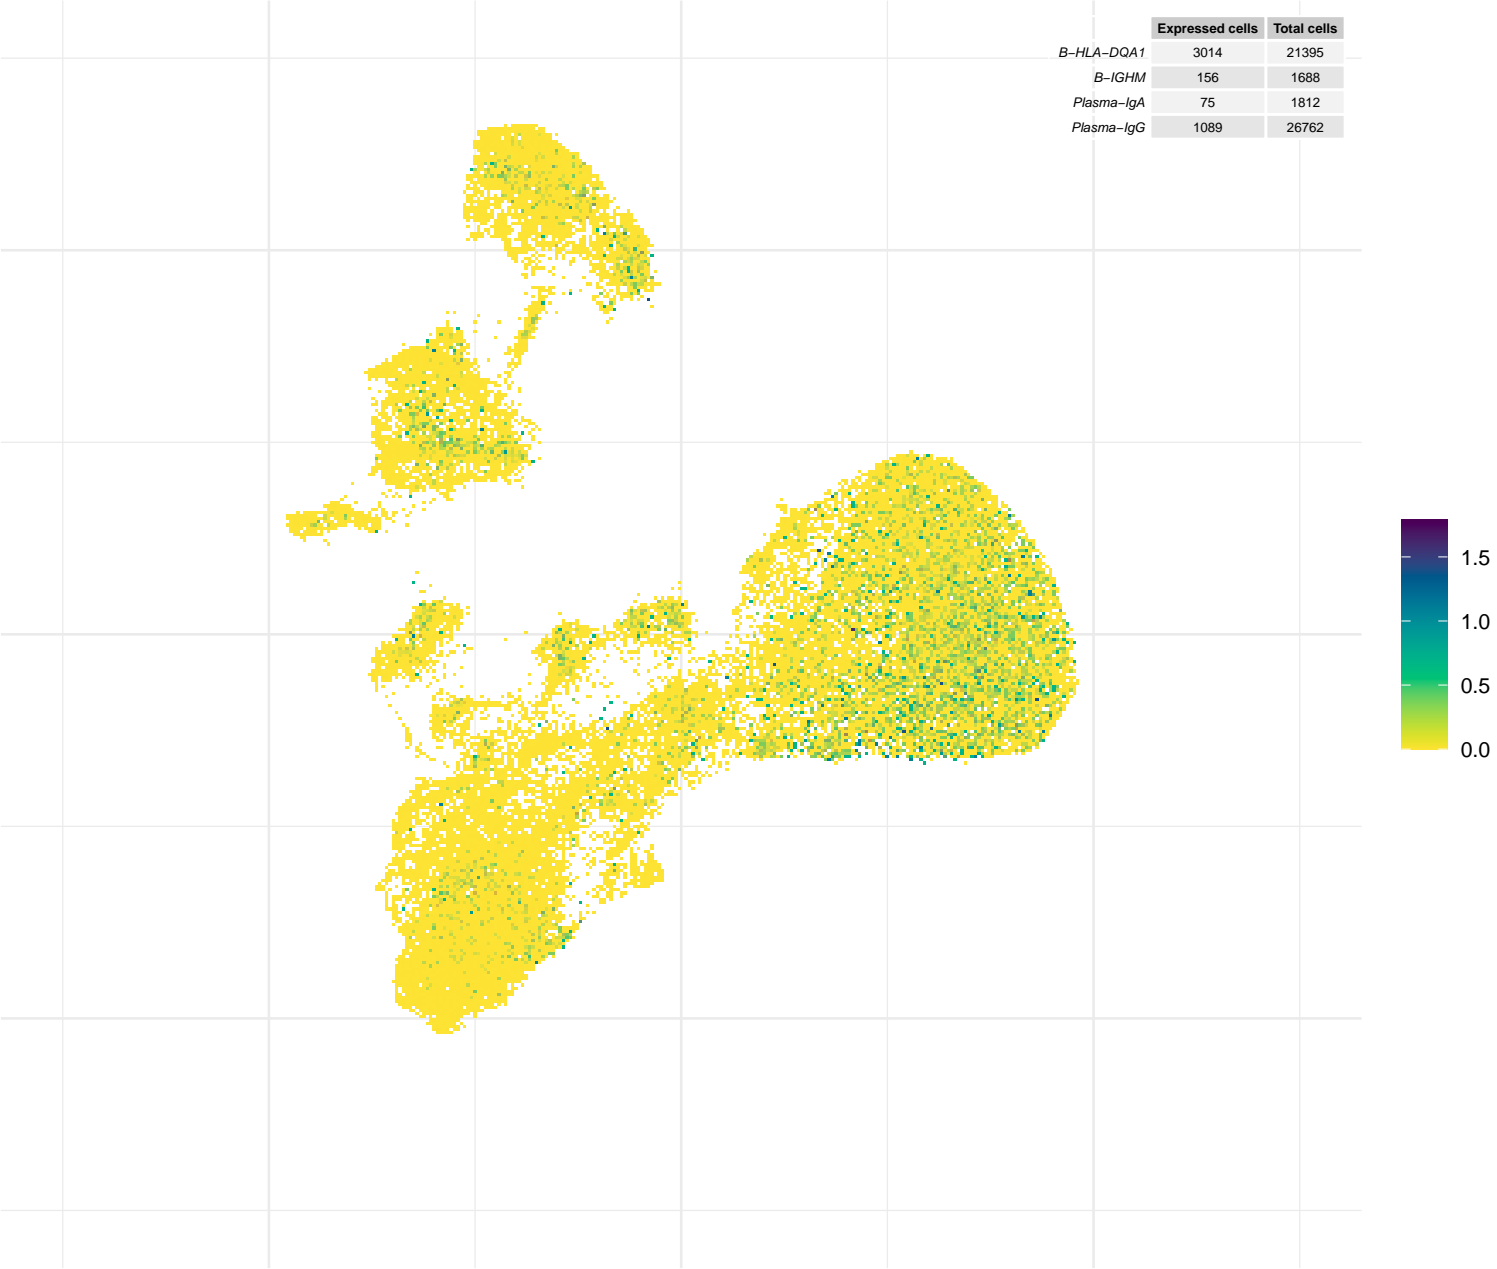 Expressed cells Total cells
B−HLA−DQA1 3014 21395
B−IGHM 156 1688
Plasma−IgA 75 1812
Plasma−IgG 1089 26762
1.5
1.0
0.5
0.0